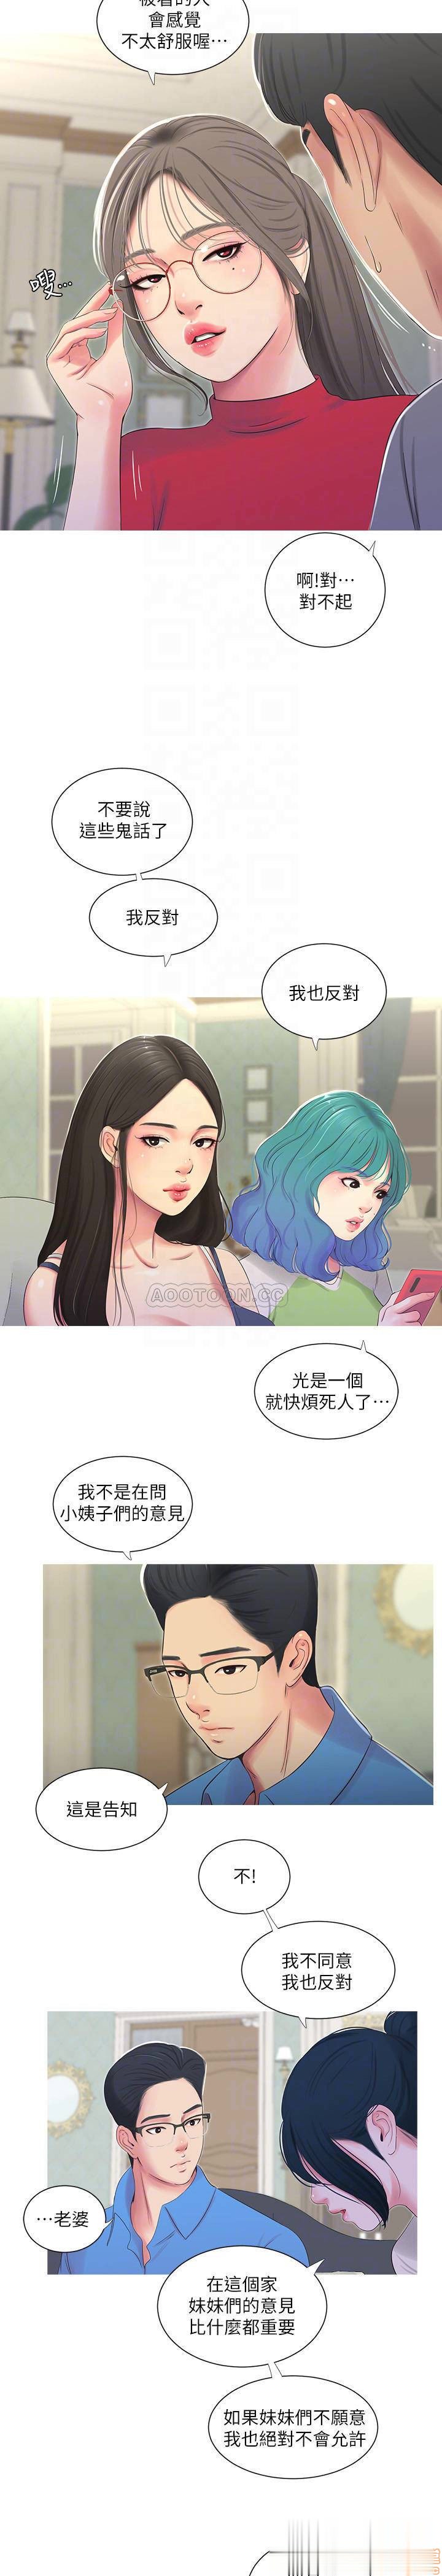 被看的人
會感覺
不太舒服喔…
嗖…
啊!對…
對不起
不要說
這些鬼話了
我反對
我也反對
AOOTOON.CC
光是一個
就快煩死人了…
我不是在問
小姨子們的意見
這是告知
不!
我不同意
我也反對
…老婆
在這個家
妹妹們的意見
比什麼都重要
如果妹妹們不願意
我也絕對不會允許